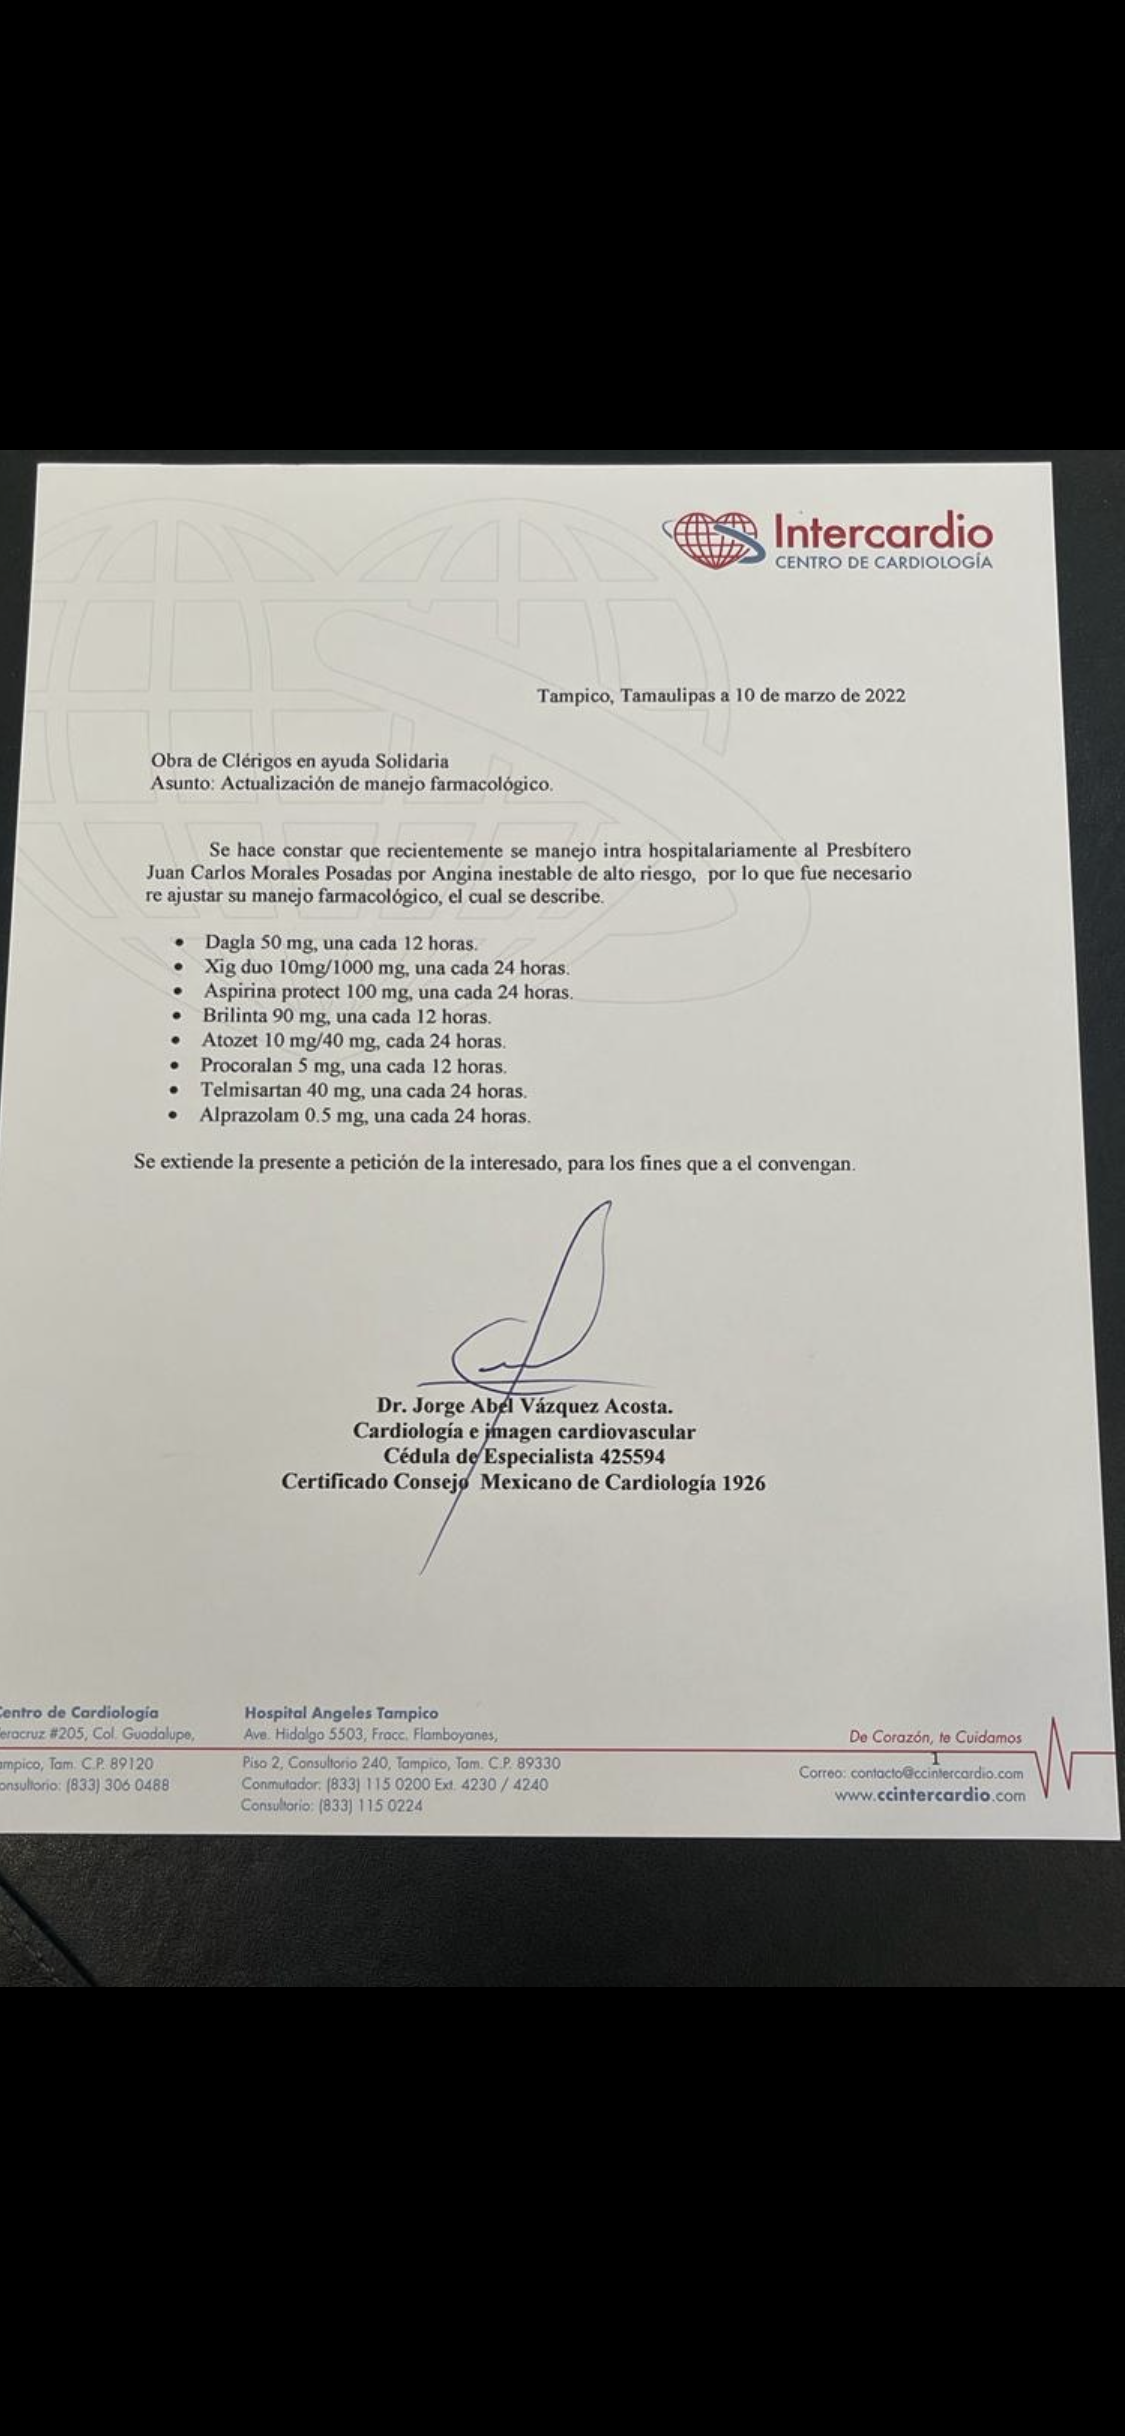 Intercardio
CENTRO DE CARDIOLOGÍA
Tampico, Tamaulipas a 10 de marzo de 2022
Obra de Clérigos en ayuda Solidaria
Asunto: Actualización de manejo farmacológico.
Se hace constar que recientemente se manejo intra hospitalariamente al Presbítero
Juan Carlos Morales Posadas por Angina inestable de alto riesgo, por lo que fue necesario
re ajustar su manejo farmacológico, el cual se describe.
• Dagla 50 mg, una cada 12 horas.
• Xig duo 10mg/1000 mg, una cada 24 horas.
• Aspirina protect 100 mg, una cada 24 horas.
• Brilinta 90 mg, una cada 12 horas.
• Atozet 10 mg/40 mg, cada 24 horas.
• Procoralan 5 mg, una cada 12 horas.
• Telmisartan 40 mg, una cada 24 horas.
• Alprazolam 0.5 mg, una cada 24 horas.
Se extiende la presente a petición de la interesado, para los fines que a el convengan.
Dr. Jorge Abel Vázquez Acosta.
Cardiología e imagen cardiovascular
Cédula de Especialista 425594
Certificado Consejo Mexicano de Cardiología 1926
entro de Cardiología
eracruz #205, Col. Guadalupe,
mpico, Tam. C.P. 89120
onsultorio: (833) 306 0488
Hospital Angeles Tampico
Ave. Hidalgo 5503, Fracc. Flamboyanes,
Piso 2, Consultorio 240, Tampico, Tam. C.P. 89330
Conmutador: (833) 115 0200 Ext. 4230 / 4240
Consultorio: (833) 115 0224
De Corazón, te Cuidamos
1
Correo: contacto@ccintercardio.com
www.ccintercardio.com